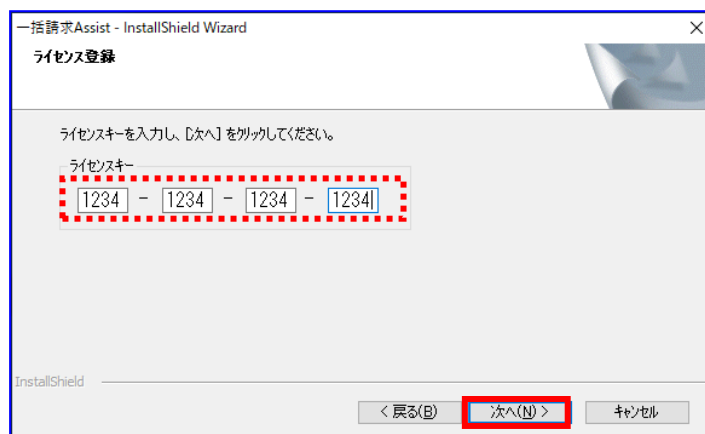 一括請求Assist - InstallShield Wizard
ライセンス登録
ライセンスキーを入力し、[次へ] をクリックしてください。
ライセンスキー
1234 - 1234 - 1234 - 1234
InstallShield
< 戻る(B) 次へ(N) > キャンセル